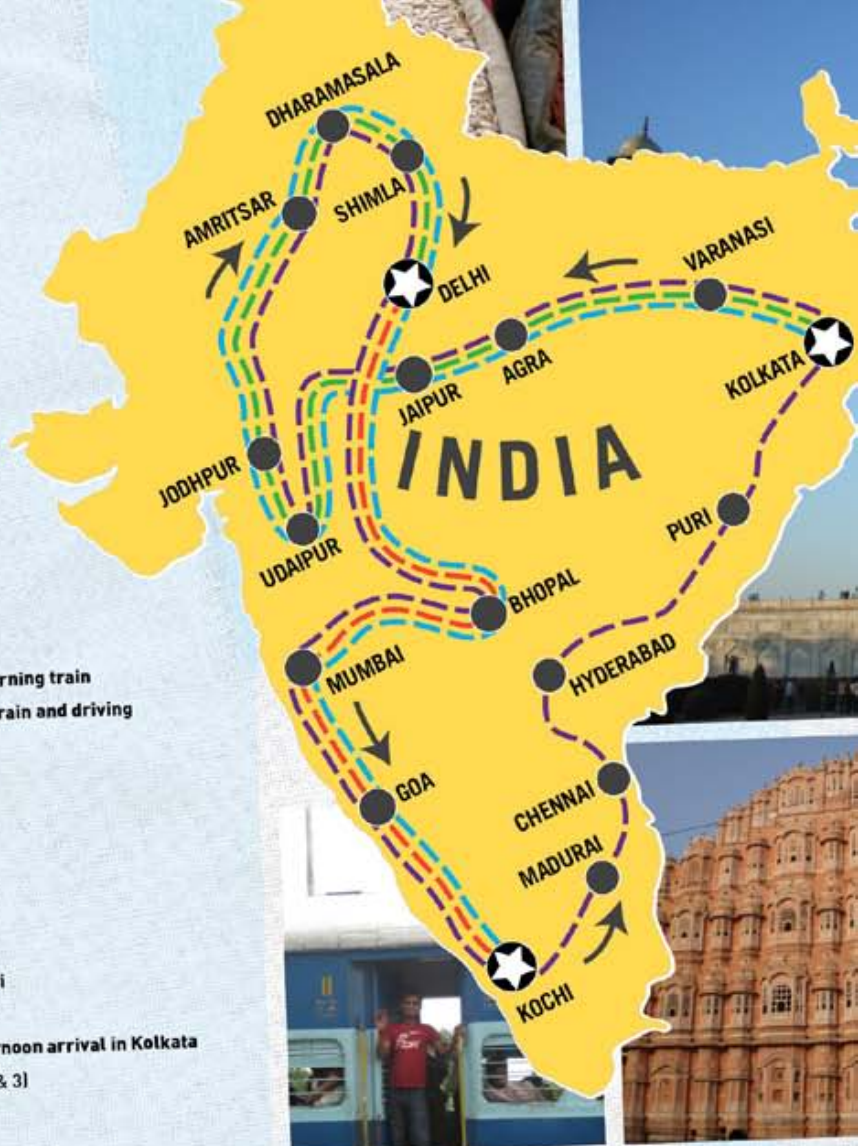 DHARAMASALA
AMRITSAR
SHIMLA
DELHI
VARANASI
KOLKATA
AGRA
JAIPUR
INDIA
JODHPUR
UDAIPUR
PURI
BHOPAL
MUMBAI
HYDERABAD
GOA
CHENNAI
MADURAI
KOCHI
rning train
rain and driving
i
noon arrival in Kolkata
& 3)